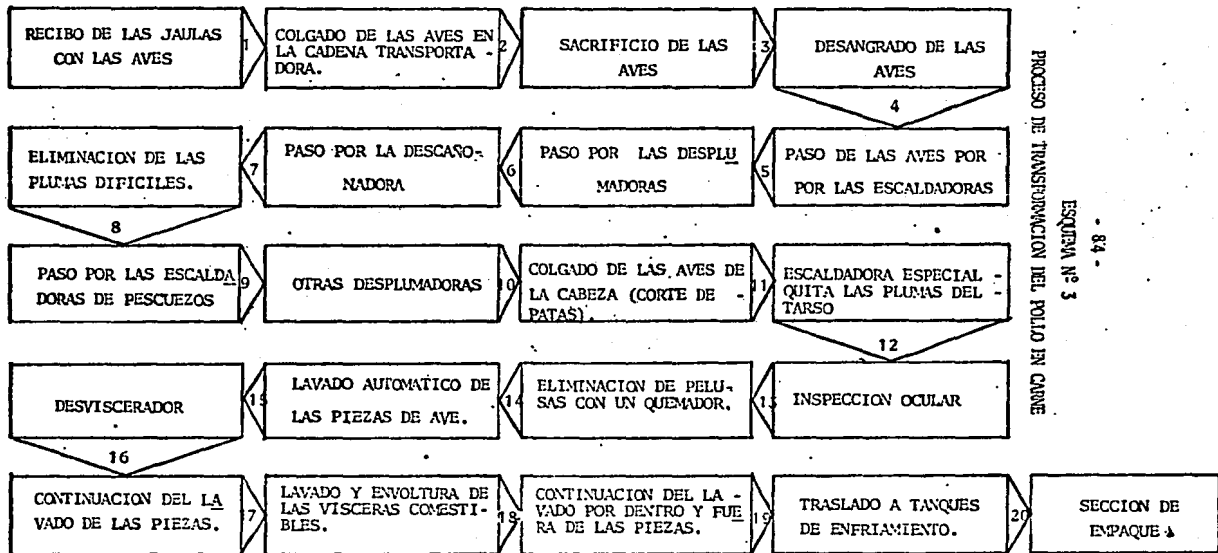 - 84 -
ESQUEMA N° 3
PROCESO DE TRANSFORMACION DEL POLLO EN CARNE
RECIBO DE LAS JAULAS
CON LAS AVES
1
COLGADO DE LAS AVES EN
LA CADENA TRANSPORTA -
DORA.
2
SACRIFICIO DE LAS
AVES
3
DESANGRADO DE LAS
AVES
4
PASO DE LAS AVES POR
POR LAS ESCALDADORAS
5
PASO POR LAS DESPLU
MADORAS
6
PASO POR LA DESCAÑO-
NADORA
7
ELIMINACION DE LAS
PLUMAS DIFICILES.
8
PASO POR LAS ESCALDA
DORAS DE PESCUEZOS
9
OTRAS DESPLUMADORAS
10
COLGADO DE LAS AVES DE
LA CABEZA (CORTE DE -
PATAS).
11
ESCALDADORA ESPECIAL -
QUITA LAS PLUMAS DEL -
TARSO
12
INSPECCION OCULAR
13
ELIMINACION DE PELU-
SAS CON UN QUEMADOR.
14
LAVADO AUTOMATICO DE
LAS PIEZAS DE AVE.
15
DESVISCERADOR
16
CONTINUACION DEL LA
VADO DE LAS PIEZAS.
17
LAVADO Y ENVOLTURA DE
LAS VISCERAS COMESTI-
BLES.
18
CONTINUACION DEL LA -
VADO POR DENTRO Y FUE
RA DE LAS PIEZAS.
19
TRASLADO A TANQUES
DE ENFRIAMIENTO.
20
SECCION DE
EMPAQUE